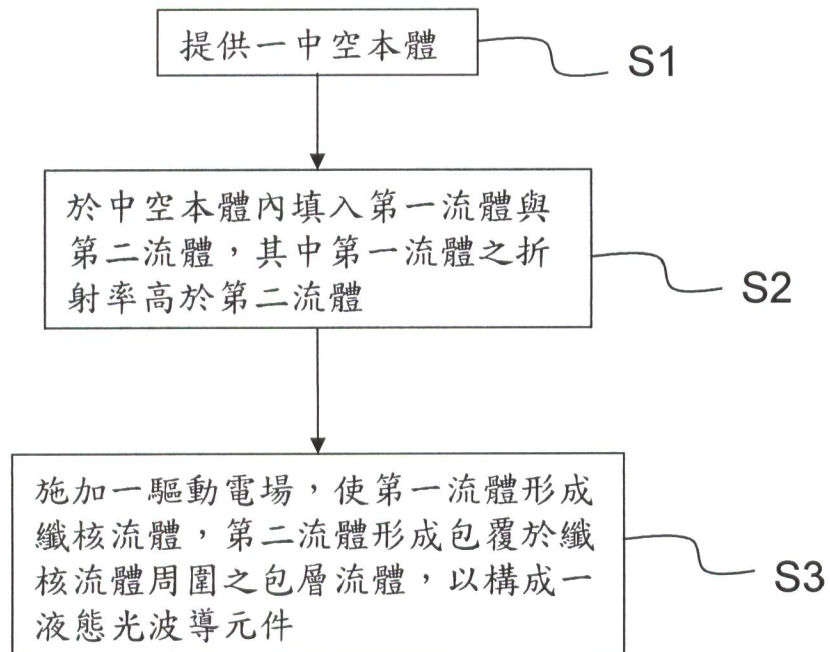 提供一中空本體
S1
於中空本體內填入第一流體與
第二流體，其中第一流體之折
射率高於第二流體
S2
施加一驅動電場，使第一流體形成
纖核流體，第二流體形成包覆於纖
核流體周圍之包層流體，以構成一
液態光波導元件
S3